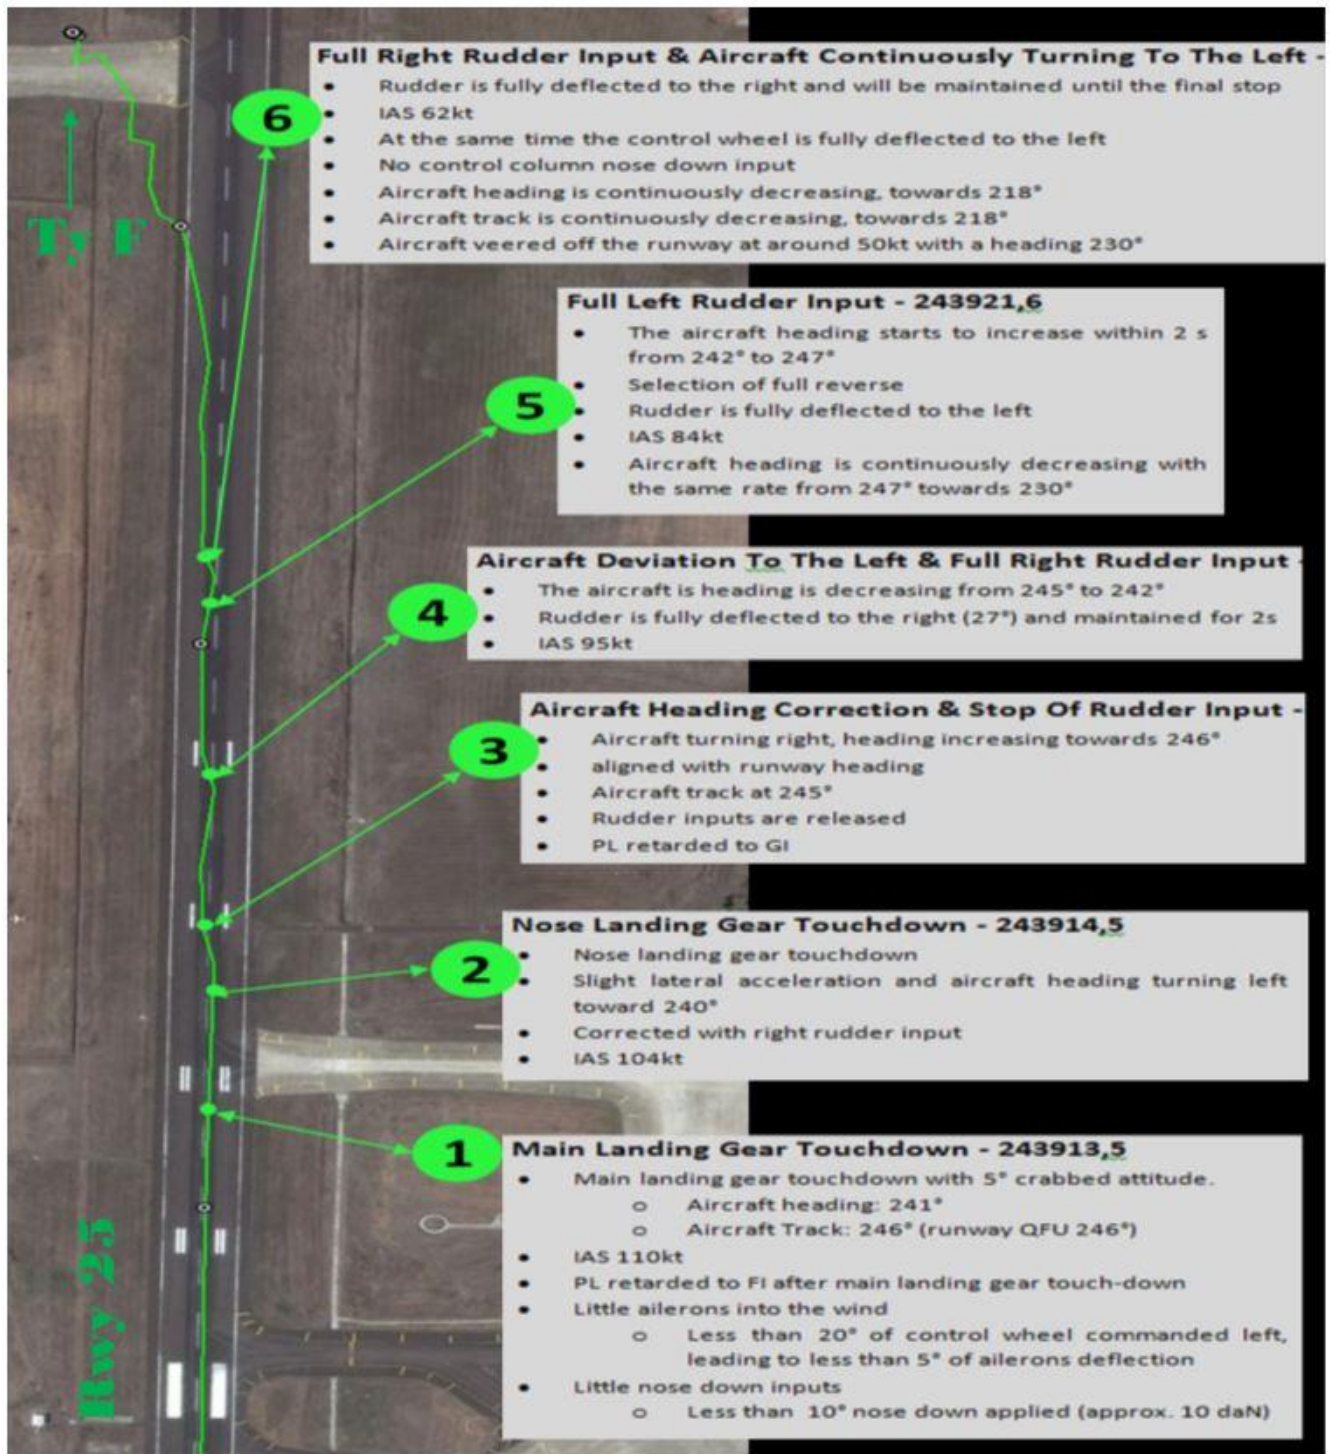 Full Right Rudder Input & Aircraft Continuously Turning To The Left -
• Rudder is fully deflected to the right and will be maintained until the final stop
6
• IAS 62kt
• At the same time the control wheel is fully deflected to the left
• No control column nose down input
• Aircraft heading is continuously decreasing, towards 218°
• Aircraft track is continuously decreasing, towards 218°
Ty F
• Aircraft veered off the runway at around 50kt with a heading 230°
Full Left Rudder Input - 243921,6
• The aircraft heading starts to increase within 2 s
from 242° to 247°
• Selection of full reverse
5
• Rudder is fully deflected to the left
• IAS 84kt
• Aircraft heading is continuously decreasing with
the same rate from 247° towards 230°
Aircraft Deviation To The Left & Full Right Rudder Input -
• The aircraft is heading is decreasing from 245° to 242°
4
• Rudder is fully deflected to the right (27°) and maintained for 2s
• IAS 95kt
Aircraft Heading Correction & Stop Of Rudder Input -
• Aircraft turning right, heading increasing towards 246°
3
• aligned with runway heading
• Aircraft track at 245°
• Rudder inputs are released
• PL retarded to GI
Nose Landing Gear Touchdown - 243914,5
• Nose landing gear touchdown
2
• Slight lateral acceleration and aircraft heading turning left
toward 240°
• Corrected with right rudder input
• IAS 104kt
1
Main Landing Gear Touchdown - 243913,5
• Main landing gear touchdown with 5° crabbed attitude.
o Aircraft heading: 241°
o Aircraft Track: 246° (runway QFU 246°)
• IAS 110kt
• PL retarded to FI after main landing gear touch-down
• Little ailerons into the wind
o Less than 20° of control wheel commanded left,
leading to less than 5° of ailerons deflection
• Little nose down inputs
o Less than 10° nose down applied (approx. 10 daN)
Rwy 25